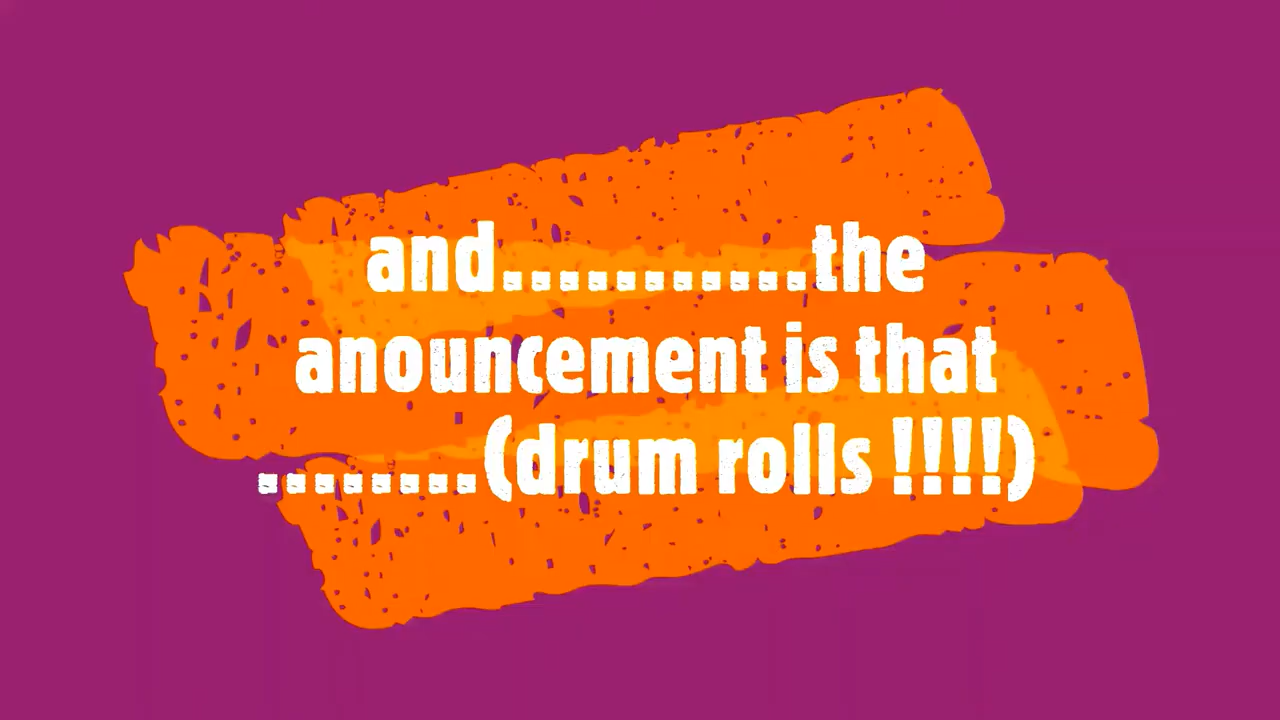 and...........the
anouncement is that
........(drum rolls !!!!)